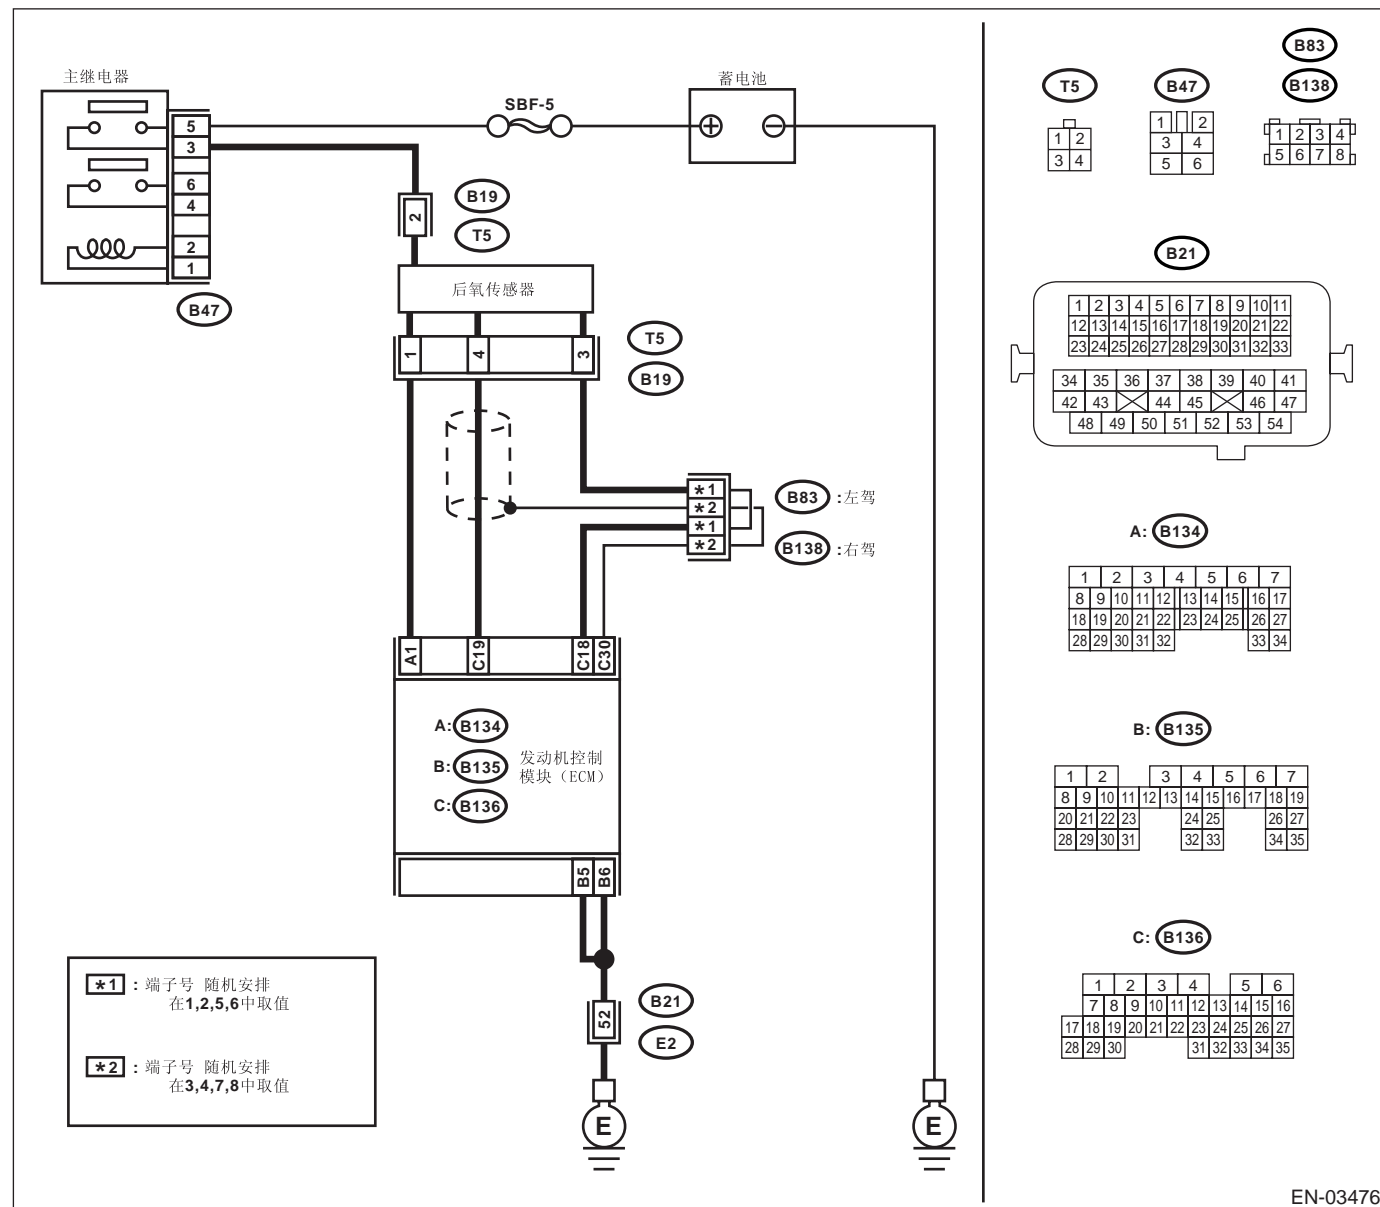 主继电器
5
3
6
4
2
1
B47
SBF-5
蓄电池
2
B19
T5
后氧传感器
1 4 3
T5
B19
*1
*2
*1
*2
B83 :左驾
B138 :右驾
A1 C19 C18 C30
A: B134
B: B135
C: B136
发动机控制
模块（ECM）
B5 B6
52
B21
E2
E
E
*1 : 端子号 随机安排
在1,2,5,6中取值
*2 : 端子号 随机安排
在3,4,7,8中取值
T5
1 2
3 4
B47
1 2
3 4
5 6
B83
B138
1 2 3 4
5 6 7 8
B21
1 2 3 4 5 6 7 8 9 10 11
12 13 14 15 16 17 18 19 20 21 22
23 24 25 26 27 28 29 30 31 32 33
34 35 36 37 38 39 40 41
42 43 44 45 46 47
48 49 50 51 52 53 54
A: B134
1 2 3 4 5 6 7
8 9 10 11 12 13 14 15 16 17
18 19 20 21 22 23 24 25 26 27
28 29 30 31 32 33 34
B: B135
1 2 3 4 5 6 7
8 9 10 11 12 13 14 15 16 17 18 19
20 21 22 23 24 25 26 27
28 29 30 31 32 33 34 35
C: B136
1 2 3 4 5 6
7 8 9 10 11 12 13 14 15 16
17 18 19 20 21 22 23 24 25 26 27
28 29 30 31 32 33 34 35
EN-03476